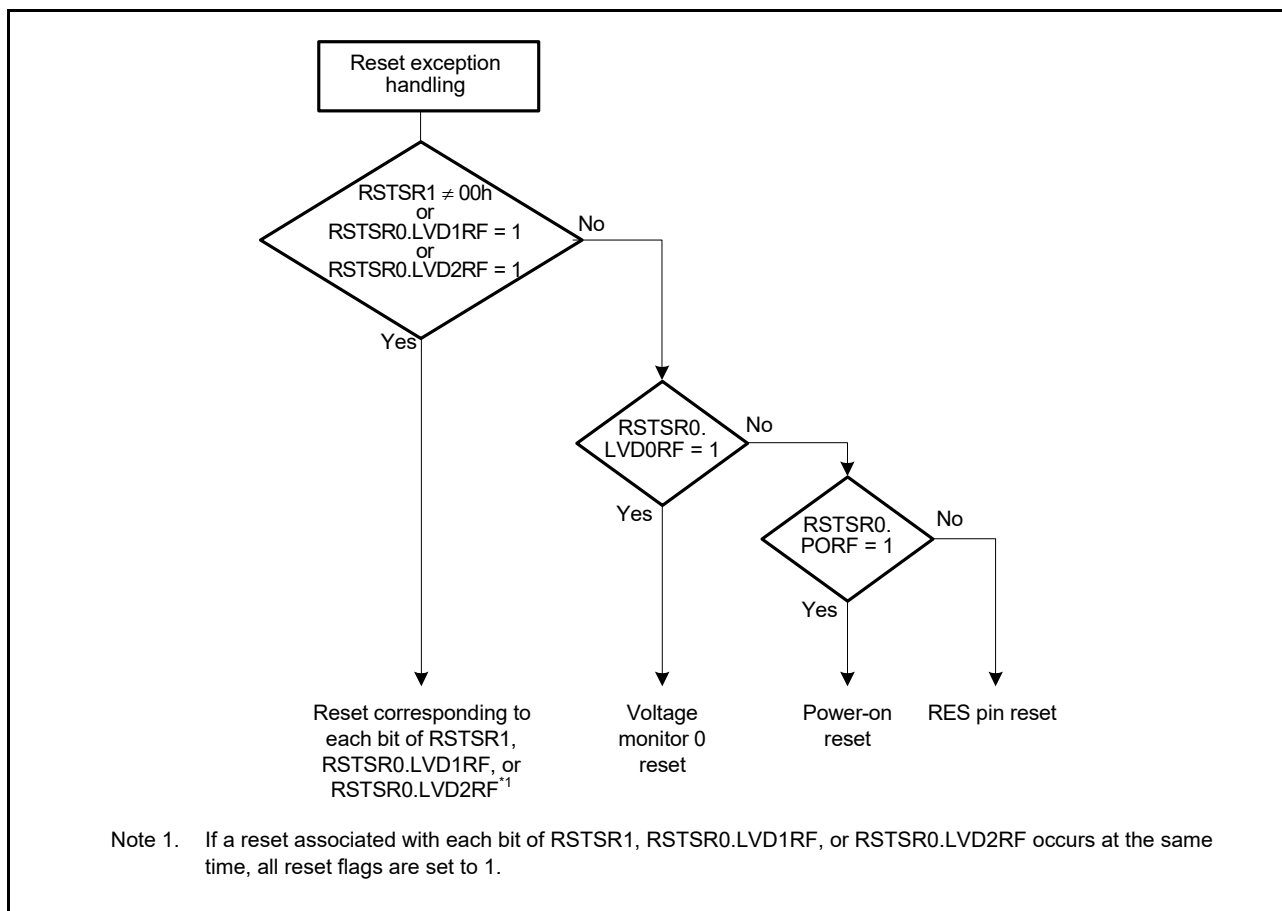 Reset exception
handling
RSTSR1 ≠ 00h
or
RSTSR0.LVD1RF = 1
or
RSTSR0.LVD2RF = 1
No
Yes
RSTSR0.
LVD0RF = 1
No
Yes
RSTSR0.
PORF = 1
No
Yes
Reset corresponding to
each bit of RSTSR1,
RSTSR0.LVD1RF, or
RSTSR0.LVD2RF*1
Voltage
monitor 0
reset
Power-on
reset
RES pin reset
Note 1. If a reset associated with each bit of RSTSR1, RSTSR0.LVD1RF, or RSTSR0.LVD2RF occurs at the same
time, all reset flags are set to 1.